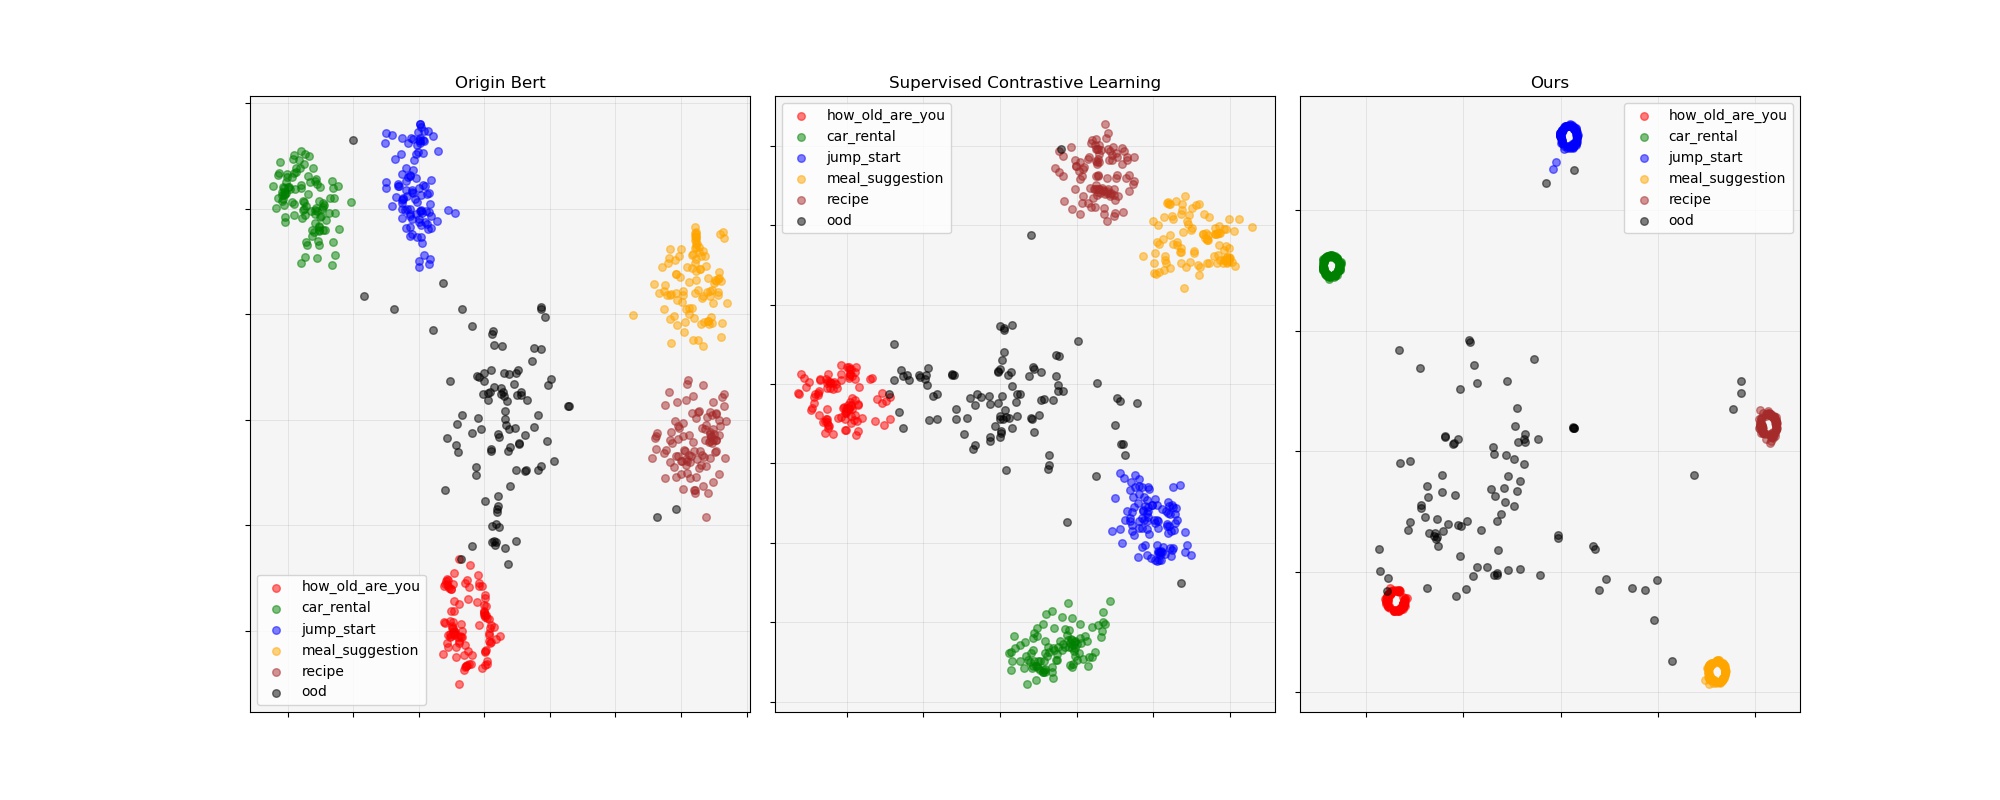 Origin Bert
how_old_are_you
car_rental
jump_start
meal_suggestion
recipe
ood
Supervised Contrastive Learning
how_old_are_you
car_rental
jump_start
meal_suggestion
recipe
ood
Ours
how_old_are_you
car_rental
jump_start
meal_suggestion
recipe
ood